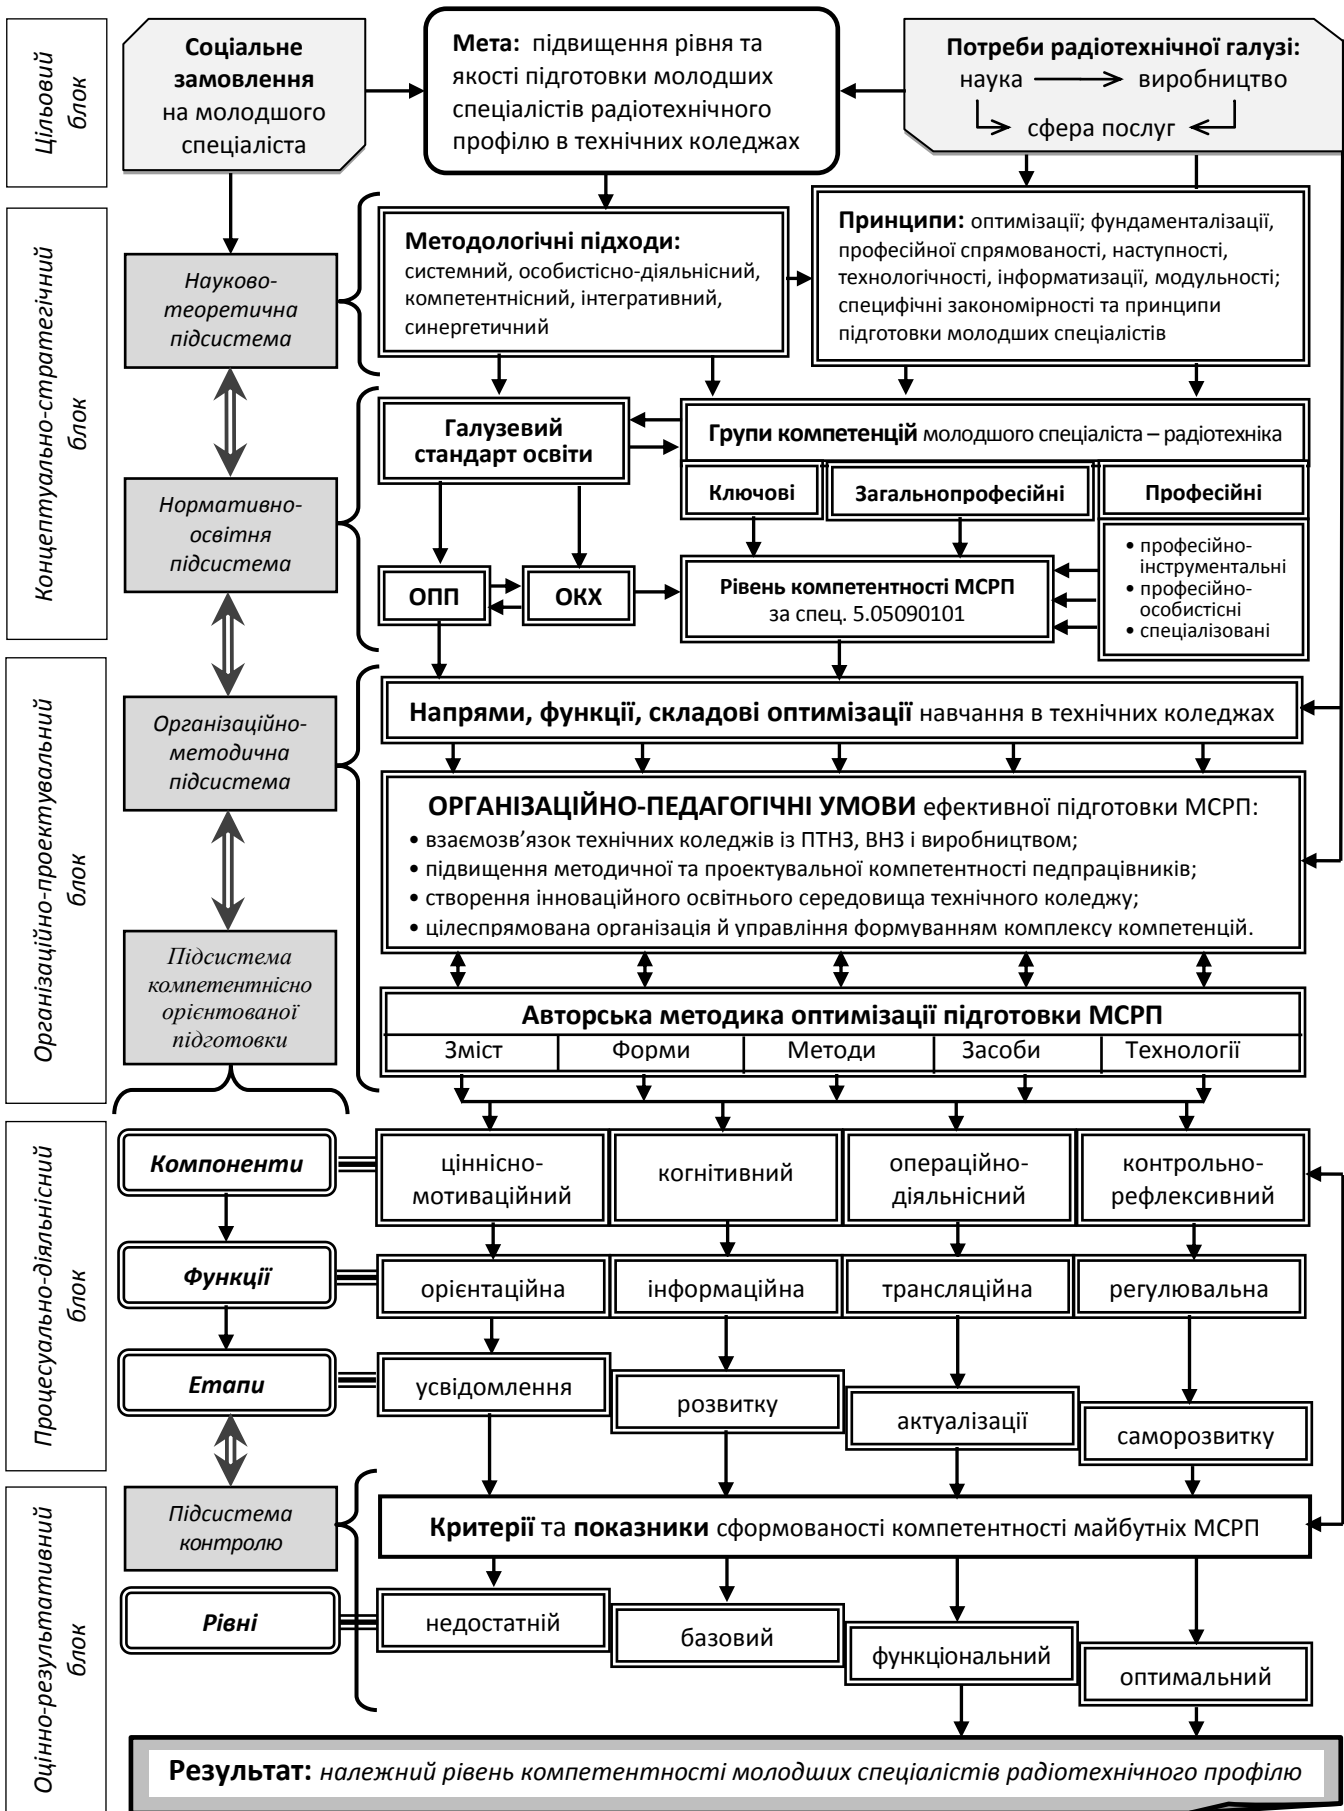 Цільовий
блок
Соціальне
замовлення
на молодшого
спеціаліста
Мета: підвищення рівня та
якості підготовки молодших
спеціалістів радіотехнічного
профілю в технічних коледжах
Потреби радіотехнічної галузі:
наука виробництво
сфера послуг
Концептуально-стратегічний
блок
Науково-
теоретична
підсистема
Методологічні підходи:
системний, особистісно-діяльнісний,
компетентнісний, інтегративний,
синергетичний
Принципи: оптимізації; фундаменталізації,
професійної спрямованості, наступності,
технологічності, інформатизації, модульності;
специфічні закономірності та принципи
підготовки молодших спеціалістів
Нормативно-
освітня
підсистема
Галузевий
стандарт освіти
Групи компетенцій молодшого спеціаліста – радіотехніка
Ключові
Загальнопрофесійні
Професійні
• професійно-
інструментальні
• професійно-
особистісні
• спеціалізовані
ОПП
ОКХ
Рівень компетентності МСРП
за спец. 5.05090101
Організаційно-проектувальний
блок
Організаційно-
методична
підсистема
Напрями, функції, складові оптимізації навчання в технічних коледжах
ОРГАНІЗАЦІЙНО-ПЕДАГОГІЧНІ УМОВИ ефективної підготовки МСРП:
• взаємозв’язок технічних коледжів із ПТНЗ, ВНЗ і виробництвом;
• підвищення методичної та проектувальної компетентності педпрацівників;
• створення інноваційного освітнього середовища технічного коледжу;
• цілеспрямована організація й управління формуванням комплексу компетенцій.
Підсистема
компетентнісно
орієнтованої
підготовки
Авторська методика оптимізації підготовки МСРП
Зміст Форми Методи Засоби Технології
Процесуально-діяльнісний
блок
Компоненти
ціннісно-
мотиваційний
когнітивний
операційно-
діяльнісний
контрольно-
рефлексивний
Функції
орієнтаційна
інформаційна
трансляційна
регулювальна
Етапи
усвідомлення
розвитку
актуалізації
саморозвитку
Оцінно-результативний
блок
Підсистема
контролю
Критерії та показники сформованості компетентності майбутніх МСРП
Рівні
недостатній
базовий
функціональний
оптимальний
Результат: належний рівень компетентності молодших спеціалістів радіотехнічного профілю